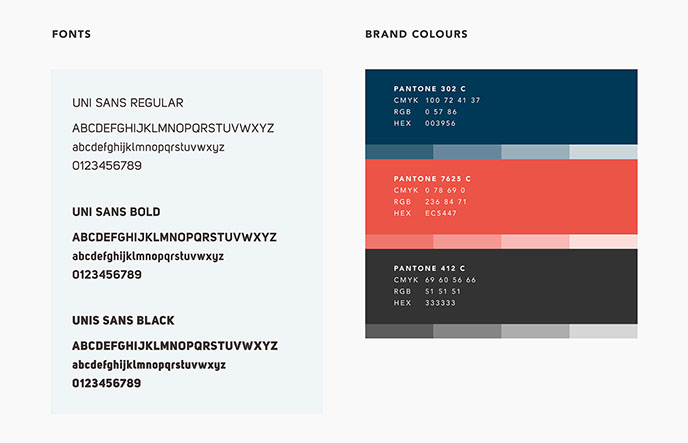 FONTS
UNI SANS REGULAR
ABCDEFGHIJKLMNOPQRSTUVWXYZ
abcdefghijklmnopqrstuvwxyz
0123456789
UNI SANS BOLD
ABCDEFGHIJKLMNOPQRSTUVWXYZ
abcdefghijklmnopqrstuvwxyz
0123456789
UNIS SANS BLACK
ABCDEFGHIJKLMNOPQRSTUVWXYZ
abcdefghijklmnopqrstuvwxyz
0123456789
BRAND COLOURS
PANTONE 302 C
CMYK 100 72 41 37
RGB 0 57 86
HEX 003956
PANTONE 7625 C
CMYK 0 78 69 0
RGB 236 84 71
HEX EC5447
PANTONE 412 C
CMYK 69 60 56 66
RGB 51 51 51
HEX 333333